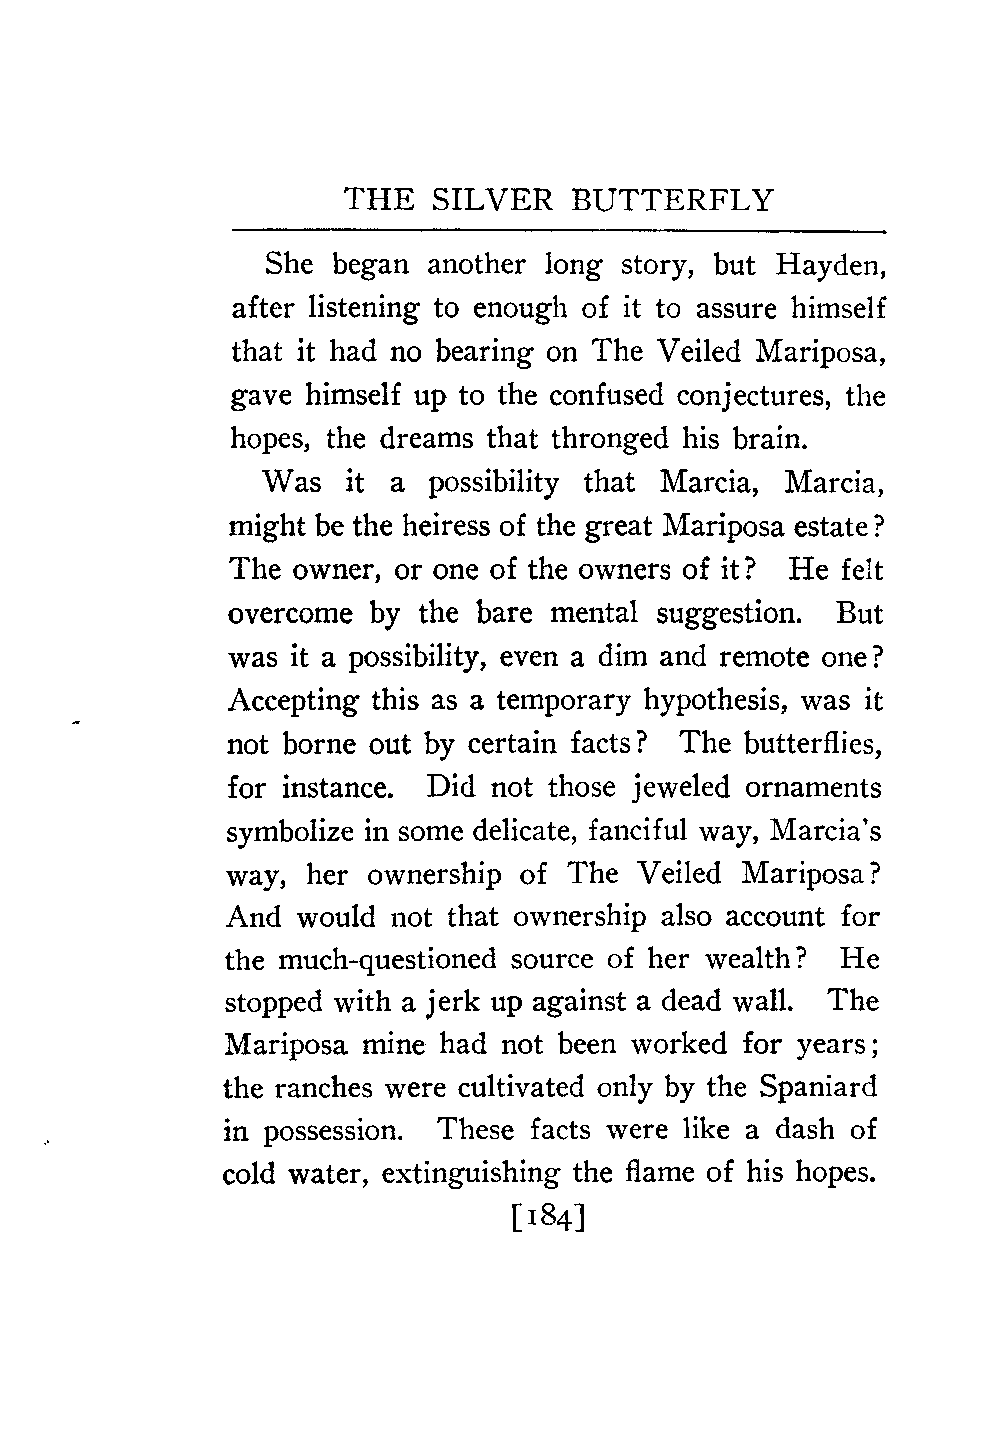 THE SILVER BUTTERFLY
She began another long story, but Hayden,
after listening to enough of it to assure himself
that it had no bearing on The Veiled Mariposa,
gave himself up to the confused conjectures, the
hopes, the dreams that thronged his brain.
Was it a possibility that Marcia, Marcia,
might be the heiress of the great Mariposa estate?
The owner, or one of the owners of it? He felt
overcome by the bare mental suggestion. But
was it a possibility, even a dim and remote one?
Accepting this as a temporary hypothesis, was it
not borne out by certain facts? The butterflies,
for instance. Did not those jeweled ornaments
symbolize in some delicate, fanciful way, Marcia's
way, her ownership of The Veiled Mariposa?
And would not that ownership also account for
the much-questioned source of her wealth? He
stopped with a jerk up against a dead wall. The
Mariposa mine had not been worked for years;
the ranches were cultivated only by the Spaniard
in possession. These facts were like a dash of
cold water, extinguishing the flame of his hopes.
[184]